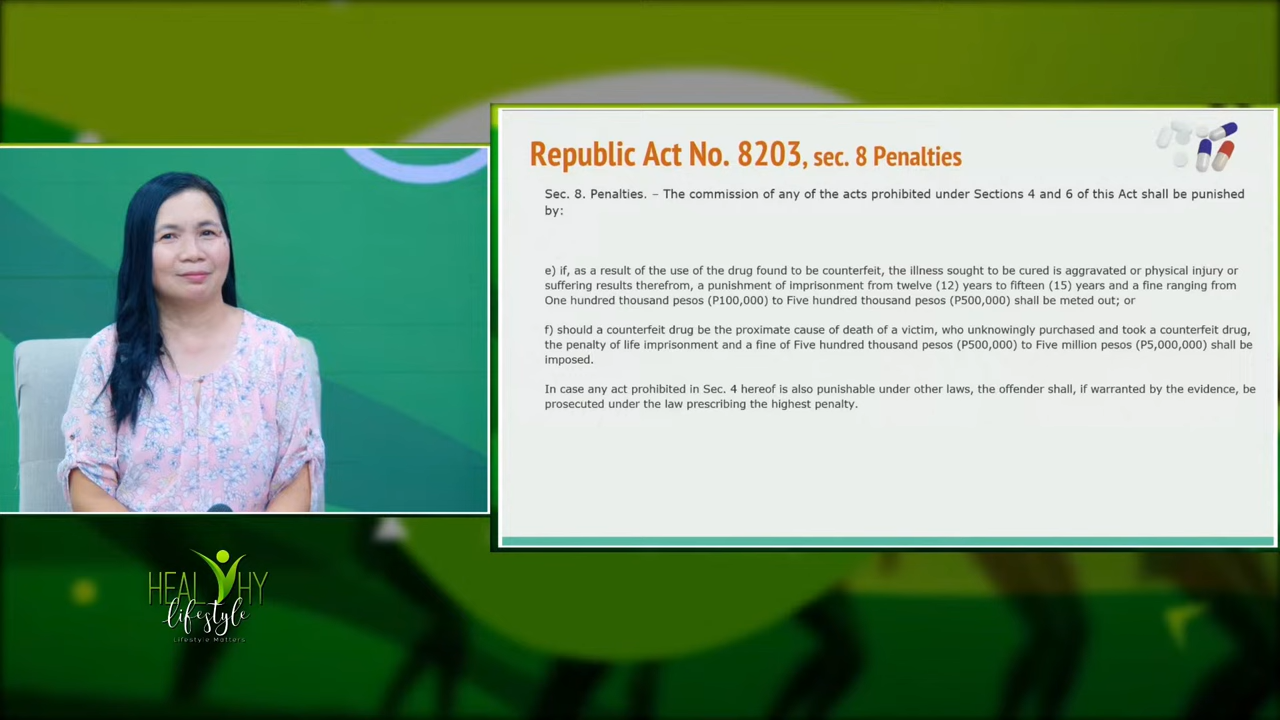 Republic Act No. 8203, sec. 8 Penalties
Sec. 8. Penalties. – The commission of any of the acts prohibited under Sections 4 and 6 of this Act shall be punished
by:
e) if, as a result of the use of the drug found to be counterfeit, the illness sought to be cured is aggravated or physical injury or
suffering results therefrom, a punishment of imprisonment from twelve (12) years to fifteen (15) years and a fine ranging from
One hundred thousand pesos (P100,000) to Five hundred thousand pesos (P500,000) shall be meted out; or
f) should a counterfeit drug be the proximate cause of death of a victim, who unknowingly purchased and took a counterfeit drug,
the penalty of life imprisonment and a fine of Five hundred thousand pesos (P500,000) to Five million pesos (P5,000,000) shall be
imposed.
In case any act prohibited in Sec. 4 hereof is also punishable under other laws, the offender shall, if warranted by the evidence, be
prosecuted under the law prescribing the highest penalty.
HEALTHY
lifestyle
Lifestyle Matters